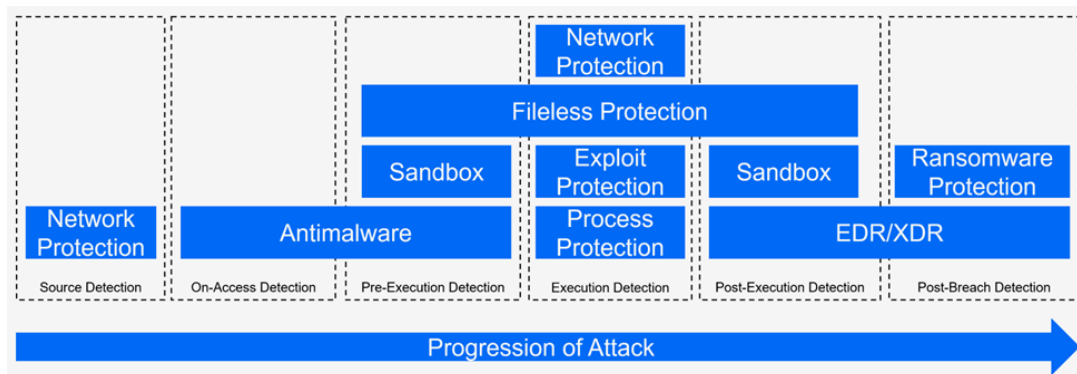 Network
Protection
Fileless Protection
Sandbox
Exploit
Protection
Sandbox
Ransomware
Protection
Network
Protection
Antimalware
Process
Protection
EDR/XDR
Source Detection
On-Access Detection
Pre-Execution Detection
Execution Detection
Post-Execution Detection
Post-Breach Detection
Progression of Attack